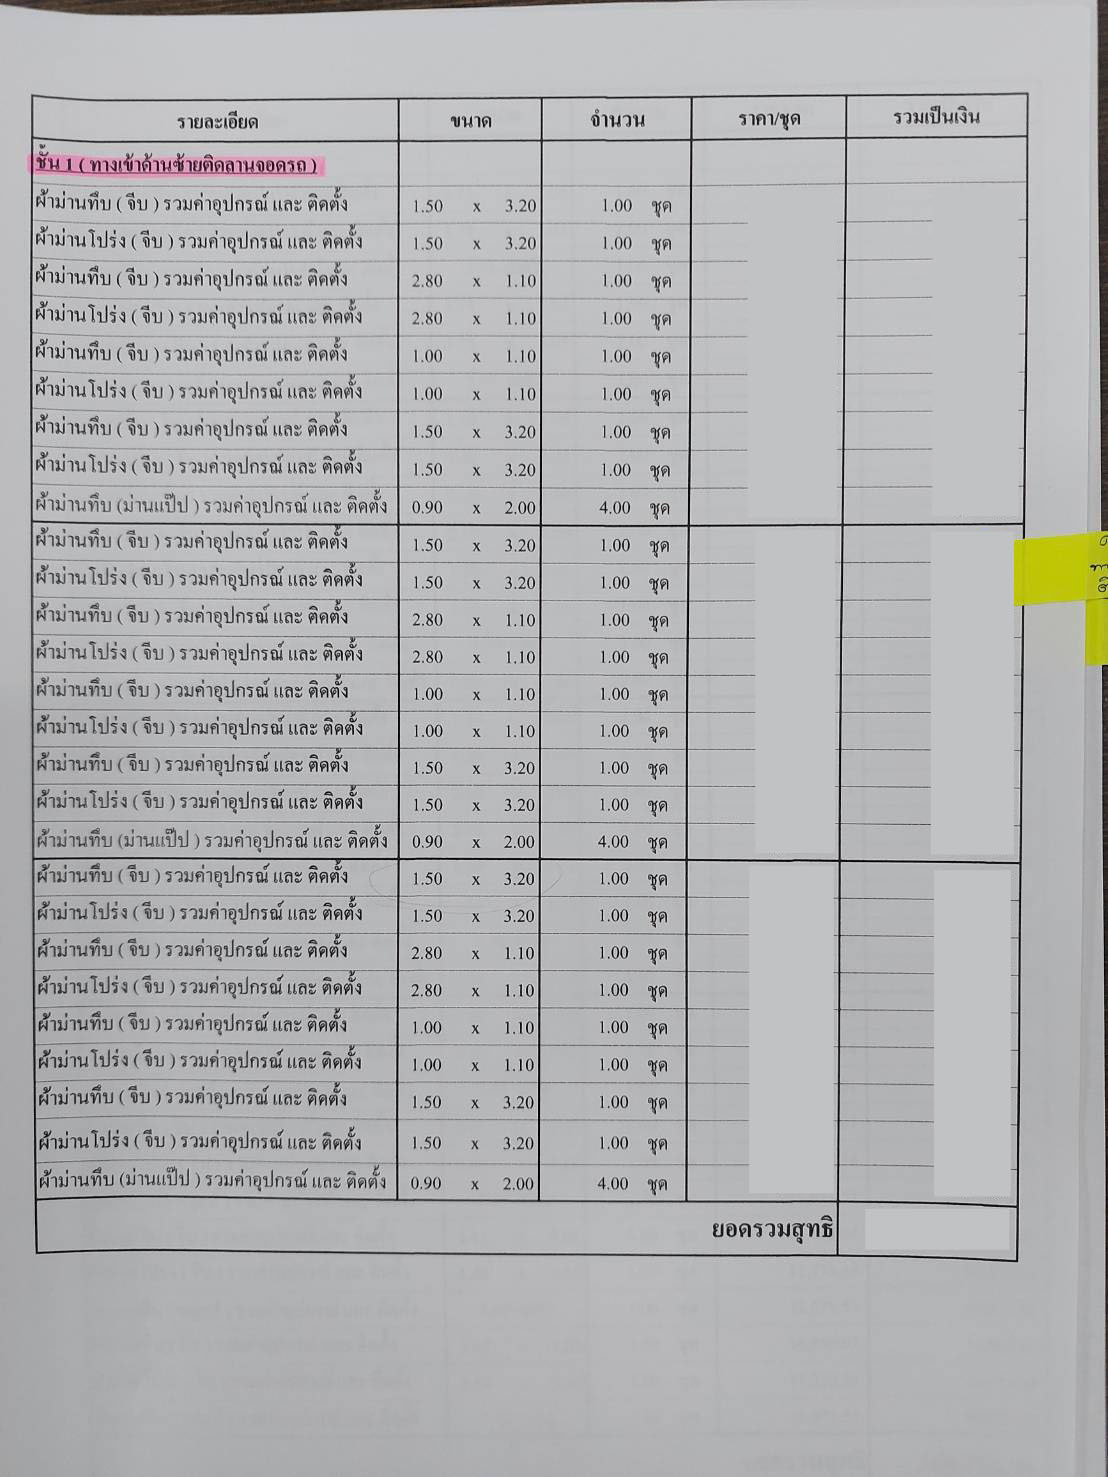 รายละเอียด ขนาด จำนวน ราคา/ชุด รวมเป็นเงิน
ชั้น 1 ( ทางเข้าด้านซ้ายติดลานจอดรถ )
ผ้าม่านทึบ ( จีบ ) รวมค่าอุปกรณ์ และ ติดตั้ง 1.50 x 3.20 1.00 ชุด
ผ้าม่านโปร่ง ( จีบ ) รวมค่าอุปกรณ์ และ ติดตั้ง 1.50 x 3.20 1.00 ชุด
ผ้าม่านทึบ ( จีบ ) รวมค่าอุปกรณ์ และ ติดตั้ง 2.80 x 1.10 1.00 ชุด
ผ้าม่านโปร่ง ( จีบ ) รวมค่าอุปกรณ์ และ ติดตั้ง 2.80 x 1.10 1.00 ชุด
ผ้าม่านทึบ ( จีบ ) รวมค่าอุปกรณ์ และ ติดตั้ง 1.00 x 1.10 1.00 ชุด
ผ้าม่านโปร่ง ( จีบ ) รวมค่าอุปกรณ์ และ ติดตั้ง 1.00 x 1.10 1.00 ชุด
ผ้าม่านทึบ ( จีบ ) รวมค่าอุปกรณ์ และ ติดตั้ง 1.50 x 3.20 1.00 ชุด
ผ้าม่านโปร่ง ( จีบ ) รวมค่าอุปกรณ์ และ ติดตั้ง 1.50 x 3.20 1.00 ชุด
ผ้าม่านทึบ (ม่านแป๊ป ) รวมค่าอุปกรณ์ และ ติดตั้ง 0.90 x 2.00 4.00 ชุด
ผ้าม่านทึบ ( จีบ ) รวมค่าอุปกรณ์ และ ติดตั้ง 1.50 x 3.20 1.00 ชุด
ผ้าม่านโปร่ง ( จีบ ) รวมค่าอุปกรณ์ และ ติดตั้ง 1.50 x 3.20 1.00 ชุด
ผ้าม่านทึบ ( จีบ ) รวมค่าอุปกรณ์ และ ติดตั้ง 2.80 x 1.10 1.00 ชุด
ผ้าม่านโปร่ง ( จีบ ) รวมค่าอุปกรณ์ และ ติดตั้ง 2.80 x 1.10 1.00 ชุด
ผ้าม่านทึบ ( จีบ ) รวมค่าอุปกรณ์ และ ติดตั้ง 1.00 x 1.10 1.00 ชุด
ผ้าม่านโปร่ง ( จีบ ) รวมค่าอุปกรณ์ และ ติดตั้ง 1.00 x 1.10 1.00 ชุด
ผ้าม่านทึบ ( จีบ ) รวมค่าอุปกรณ์ และ ติดตั้ง 1.50 x 3.20 1.00 ชุด
ผ้าม่านโปร่ง ( จีบ ) รวมค่าอุปกรณ์ และ ติดตั้ง 1.50 x 3.20 1.00 ชุด
ผ้าม่านทึบ (ม่านแป๊ป ) รวมค่าอุปกรณ์ และ ติดตั้ง 0.90 x 2.00 4.00 ชุด
ผ้าม่านทึบ ( จีบ ) รวมค่าอุปกรณ์ และ ติดตั้ง 1.50 x 3.20 1.00 ชุด
ผ้าม่านโปร่ง ( จีบ ) รวมค่าอุปกรณ์ และ ติดตั้ง 1.50 x 3.20 1.00 ชุด
ผ้าม่านทึบ ( จีบ ) รวมค่าอุปกรณ์ และ ติดตั้ง 2.80 x 1.10 1.00 ชุด
ผ้าม่านโปร่ง ( จีบ ) รวมค่าอุปกรณ์ และ ติดตั้ง 2.80 x 1.10 1.00 ชุด
ผ้าม่านทึบ ( จีบ ) รวมค่าอุปกรณ์ และ ติดตั้ง 1.00 x 1.10 1.00 ชุด
ผ้าม่านโปร่ง ( จีบ ) รวมค่าอุปกรณ์ และ ติดตั้ง 1.00 x 1.10 1.00 ชุด
ผ้าม่านทึบ ( จีบ ) รวมค่าอุปกรณ์ และ ติดตั้ง 1.50 x 3.20 1.00 ชุด
ผ้าม่านโปร่ง ( จีบ ) รวมค่าอุปกรณ์ และ ติดตั้ง 1.50 x 3.20 1.00 ชุด
ผ้าม่านทึบ (ม่านแป๊ป ) รวมค่าอุปกรณ์ และ ติดตั้ง 0.90 x 2.00 4.00 ชุด
ยอดรวมสุทธิ